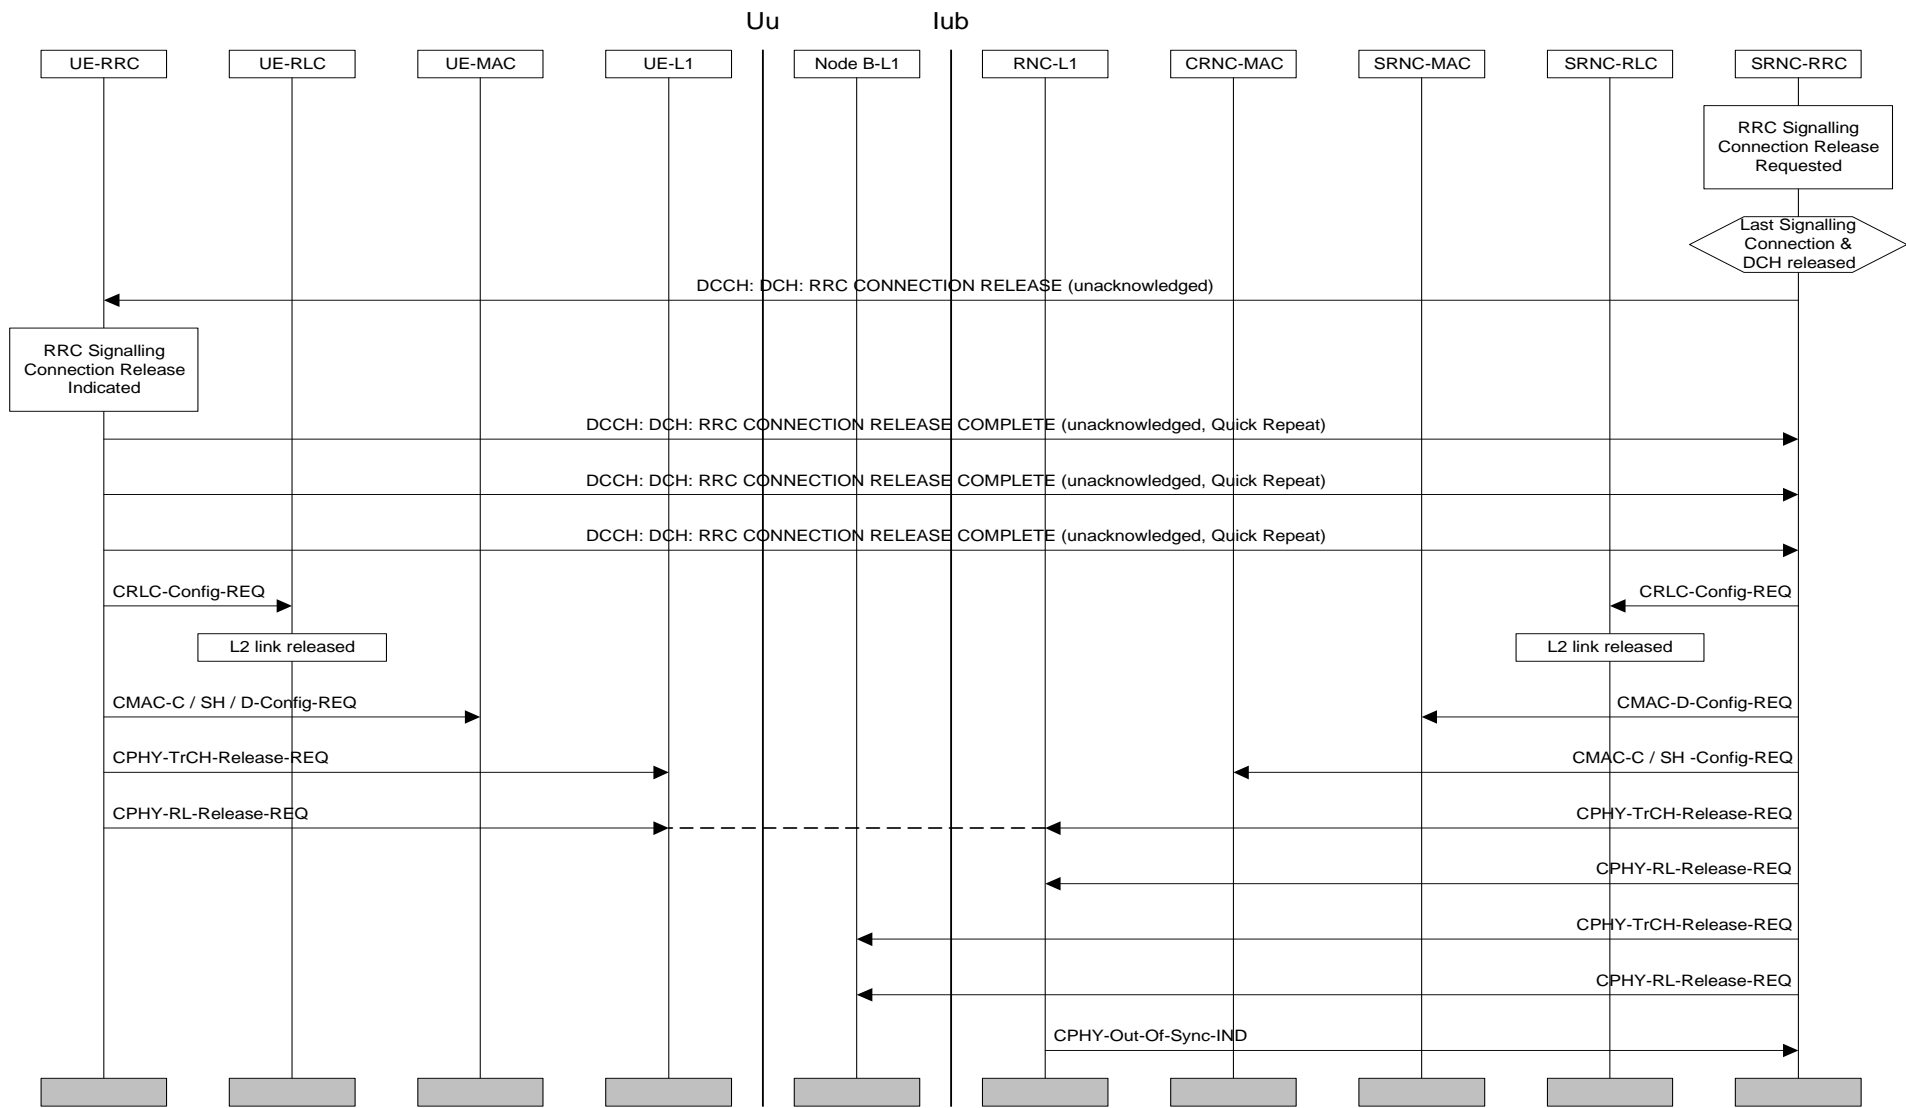 Uu
Iub
UE-RRC
UE-RLC
UE-MAC
UE-L1
Node B-L1
RNC-L1
CRNC-MAC
SRNC-MAC
SRNC-RLC
SRNC-RRC
RRC Signalling
Connection Release
Requested
Last Signalling
Connection &
DCH released
DCCH: DCH: RRC CONNECTION RELEASE (unacknowledged)
RRC Signalling
Connection Release
Indicated
DCCH: DCH: RRC CONNECTION RELEASE COMPLETE (unacknowledged, Quick Repeat)
DCCH: DCH: RRC CONNECTION RELEASE COMPLETE (unacknowledged, Quick Repeat)
DCCH: DCH: RRC CONNECTION RELEASE COMPLETE (unacknowledged, Quick Repeat)
CRLC-Config-REQ
CRLC-Config-REQ
L2 link released
L2 link released
CMAC-C / SH / D-Config-REQ
CMAC-D-Config-REQ
CPHY-TrCH-Release-REQ
CMAC-C / SH -Config-REQ
CPHY-RL-Release-REQ
CPHY-TrCH-Release-REQ
CPHY-RL-Release-REQ
CPHY-TrCH-Release-REQ
CPHY-RL-Release-REQ
CPHY-Out-Of-Sync-IND